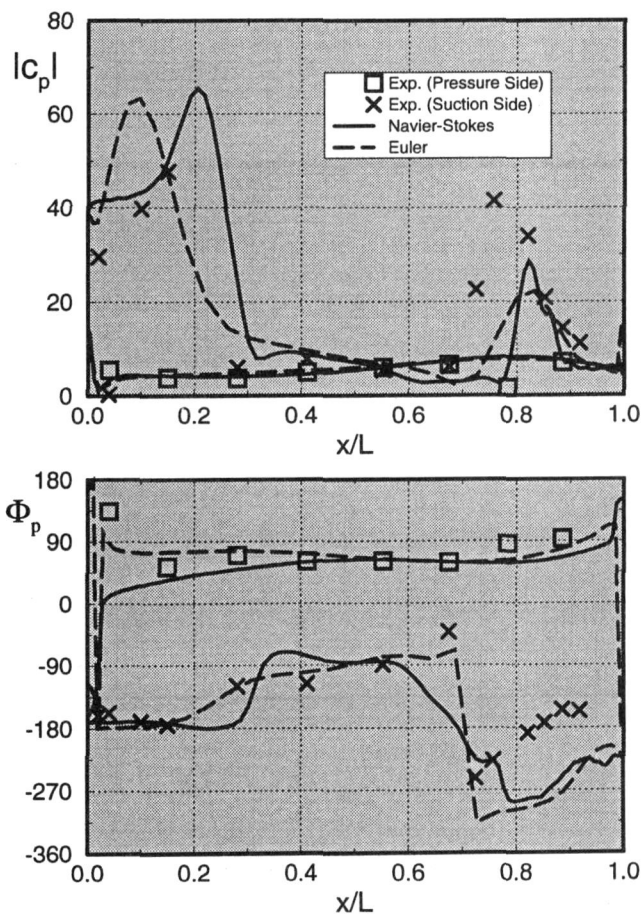 80
|cp|
60
40
20
0
Exp. (Pressure Side)
Exp. (Suction Side)
Navier-Stokes
Euler
0.0 0.2 0.4 0.6 0.8 1.0
x/L
180
Φp
90
0
-90
-180
-270
-360
0.0 0.2 0.4 0.6 0.8 1.0
x/L